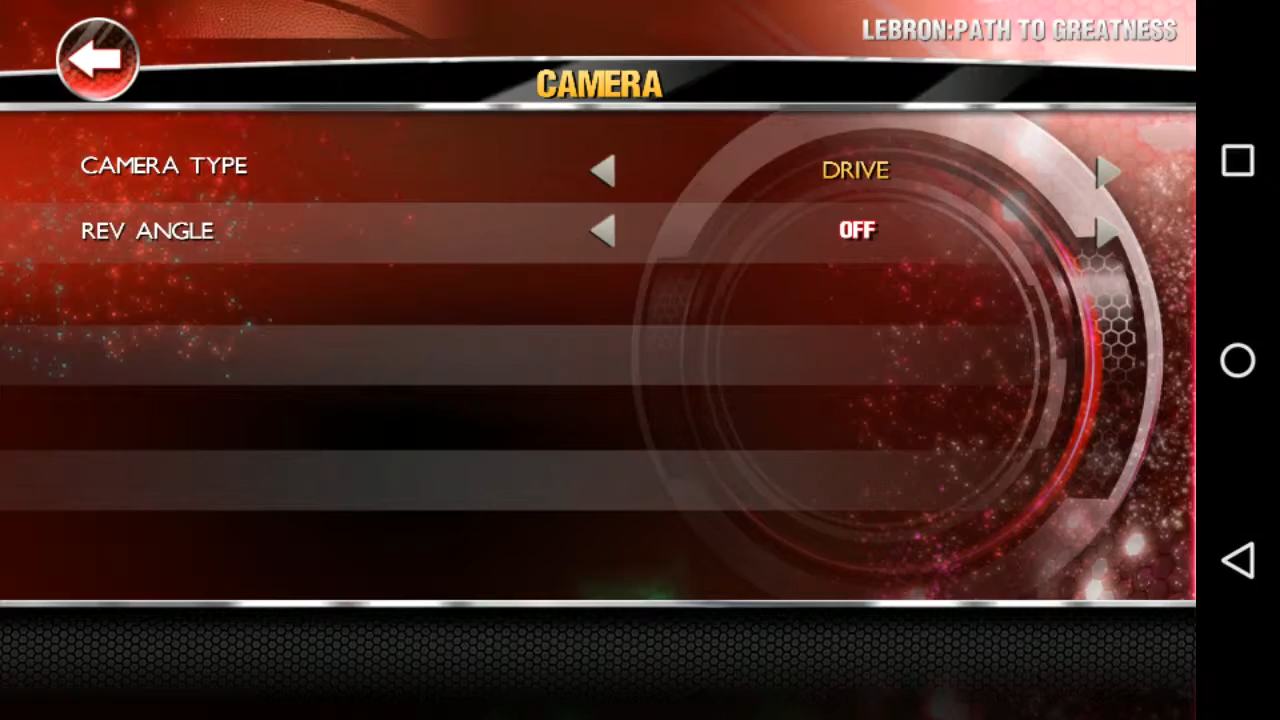 LEBRON:PATH TO GREATNESS
CAMERA
CAMERA TYPE DRIVE
REV ANGLE OFF